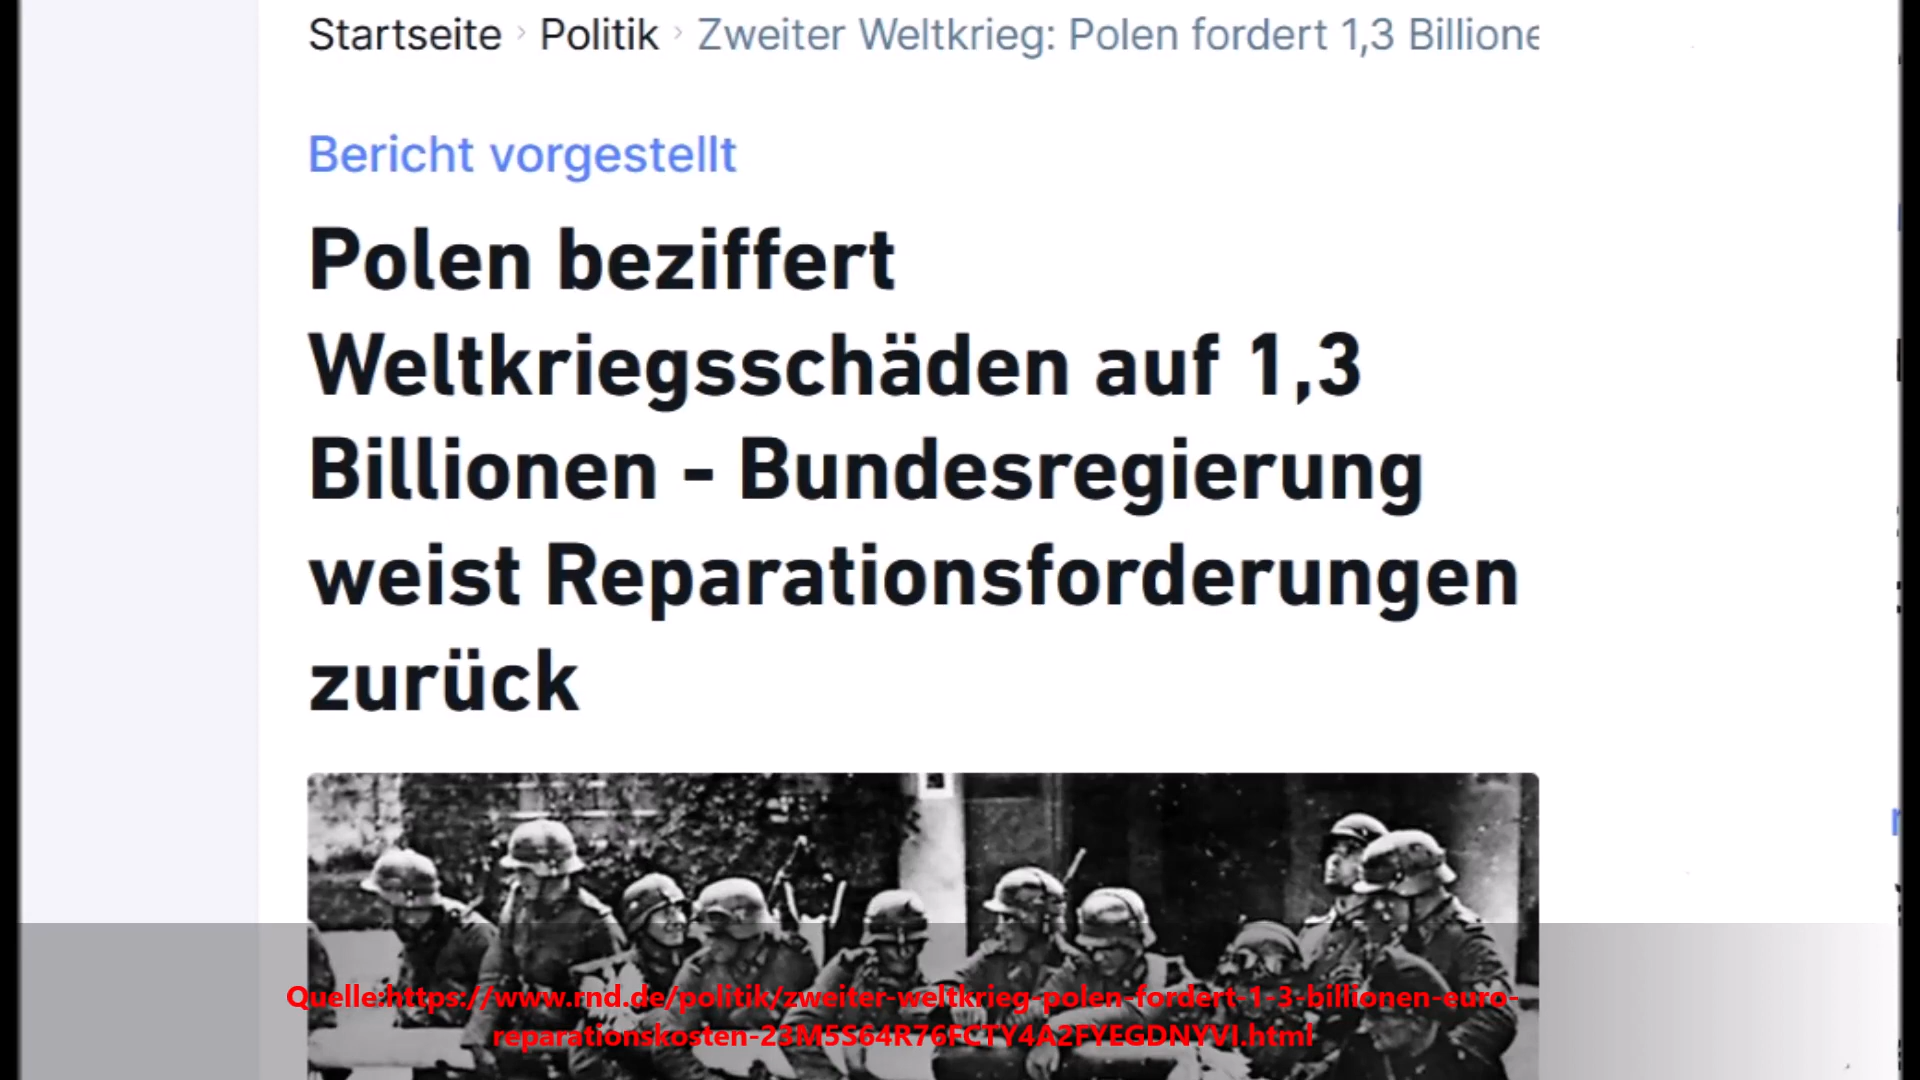 Startseite › Politik › Zweiter Weltkrieg: Polen fordert 1,3 Billione
Bericht vorgestellt
Polen beziffert
Weltkriegsschäden auf 1,3
Billionen - Bundesregierung
weist Reparationsforderungen
zurück
Quelle:https://www.rnd.de/politik/zweiter-weltkrieg-polen-fordert-1-3-billionen-euro-
reparationskosten-23M5S64R76FCTY4A2FYEGDNYVI.html